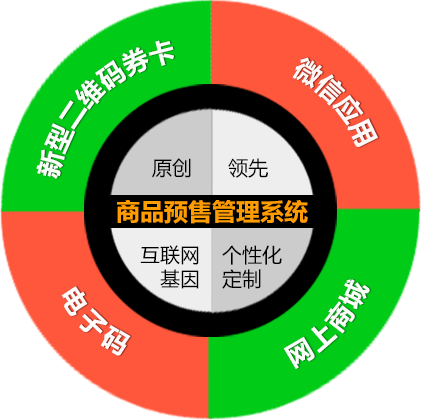 新型二维码券卡
微信应用
原创
领先
商品预售管理系统
互联网
基因
个性化
定制
电子码
网上商城